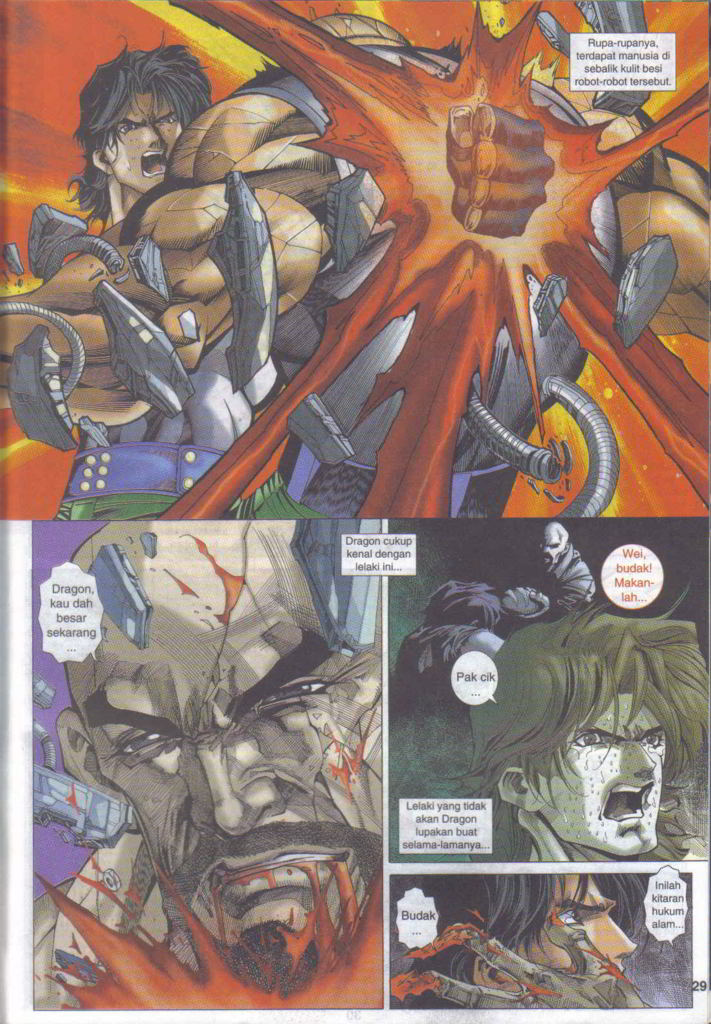 Rupa-rupanya,
terdapat manusia di
sebalik kulit besi
robot-robot tersebut.
Dragon cukup
kenal dengan
lelaki ini...
Dragon,
kau dah
besar
sekarang
...
Wei,
budak!
Makan-
lah...
Pak cik
...
Lelaki yang tidak
akan Dragon
lupakan buat
selama-lamanya...
Budak
...
Inilah
kitaran
hukum
alam...
29